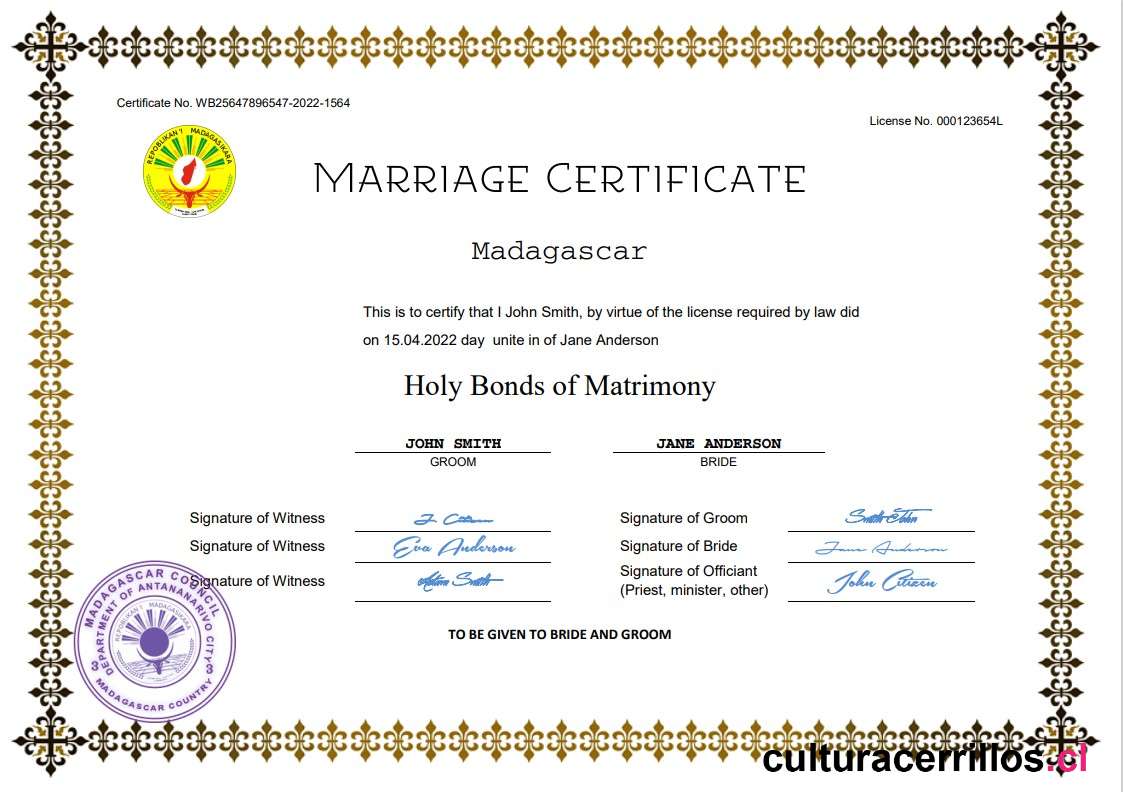 Certificate No. WB25647896547-2022-1564
License No. 000123654L
REPOBLIKAN'I MADAGASIKARA
MARRIAGE CERTIFICATE
Madagascar
This is to certify that I John Smith, by virtue of the license required by law did
on 15.04.2022 day unite in of Jane Anderson
Holy Bonds of Matrimony
JOHN SMITH
GROOM
JANE ANDERSON
BRIDE
Signature of Witness
Signature of Groom Smith John
Signature of Witness Eva Anderson
Signature of Bride Jane Anderson
Signature of Witness
Signature of Officiant
(Priest, minister, other) John Citizen
TO BE GIVEN TO BRIDE AND GROOM
MADAGASCAR COUNCIL
DEPARTMENT OF ANTANANARIVO CITY
REPOBLIKAN'I MADAGASIKARA
3 3
MADAGASCAR COUNTRY
culturacerrillos.cl